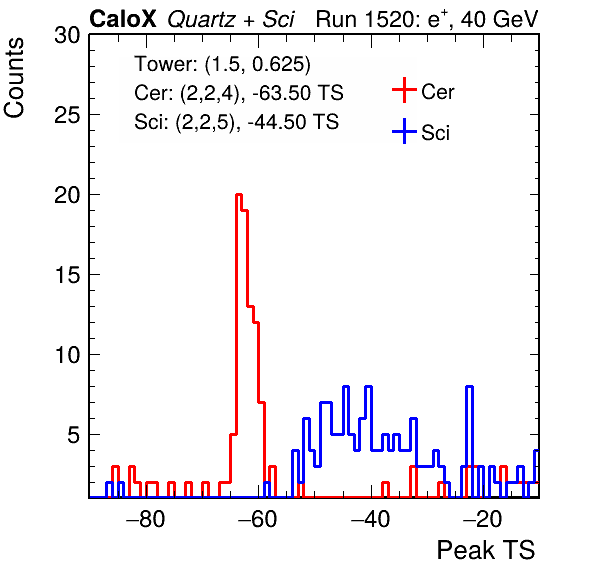 CaloX Quartz + Sci Run 1520: e⁺, 40 GeV
Counts
30
Tower: (1.5, 0.625)
Cer: (2,2,4), -63.50 TS
Sci: (2,2,5), -44.50 TS
Cer
Sci
25
20
15
10
5
−80 −60 −40 −20
Peak TS